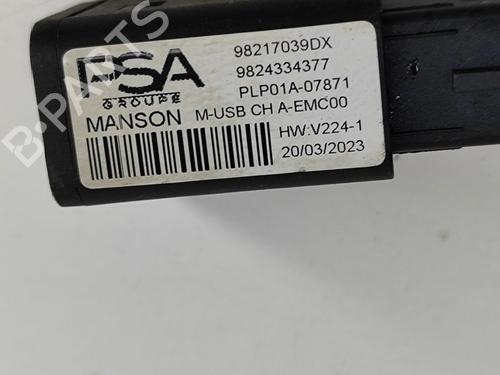 PSA
GROUPE
98217039DX
9824334377
PLP01A-07871
MANSON M-USB CH A-EMC00
HW:V224-1
20/03/2023
B-PARTS